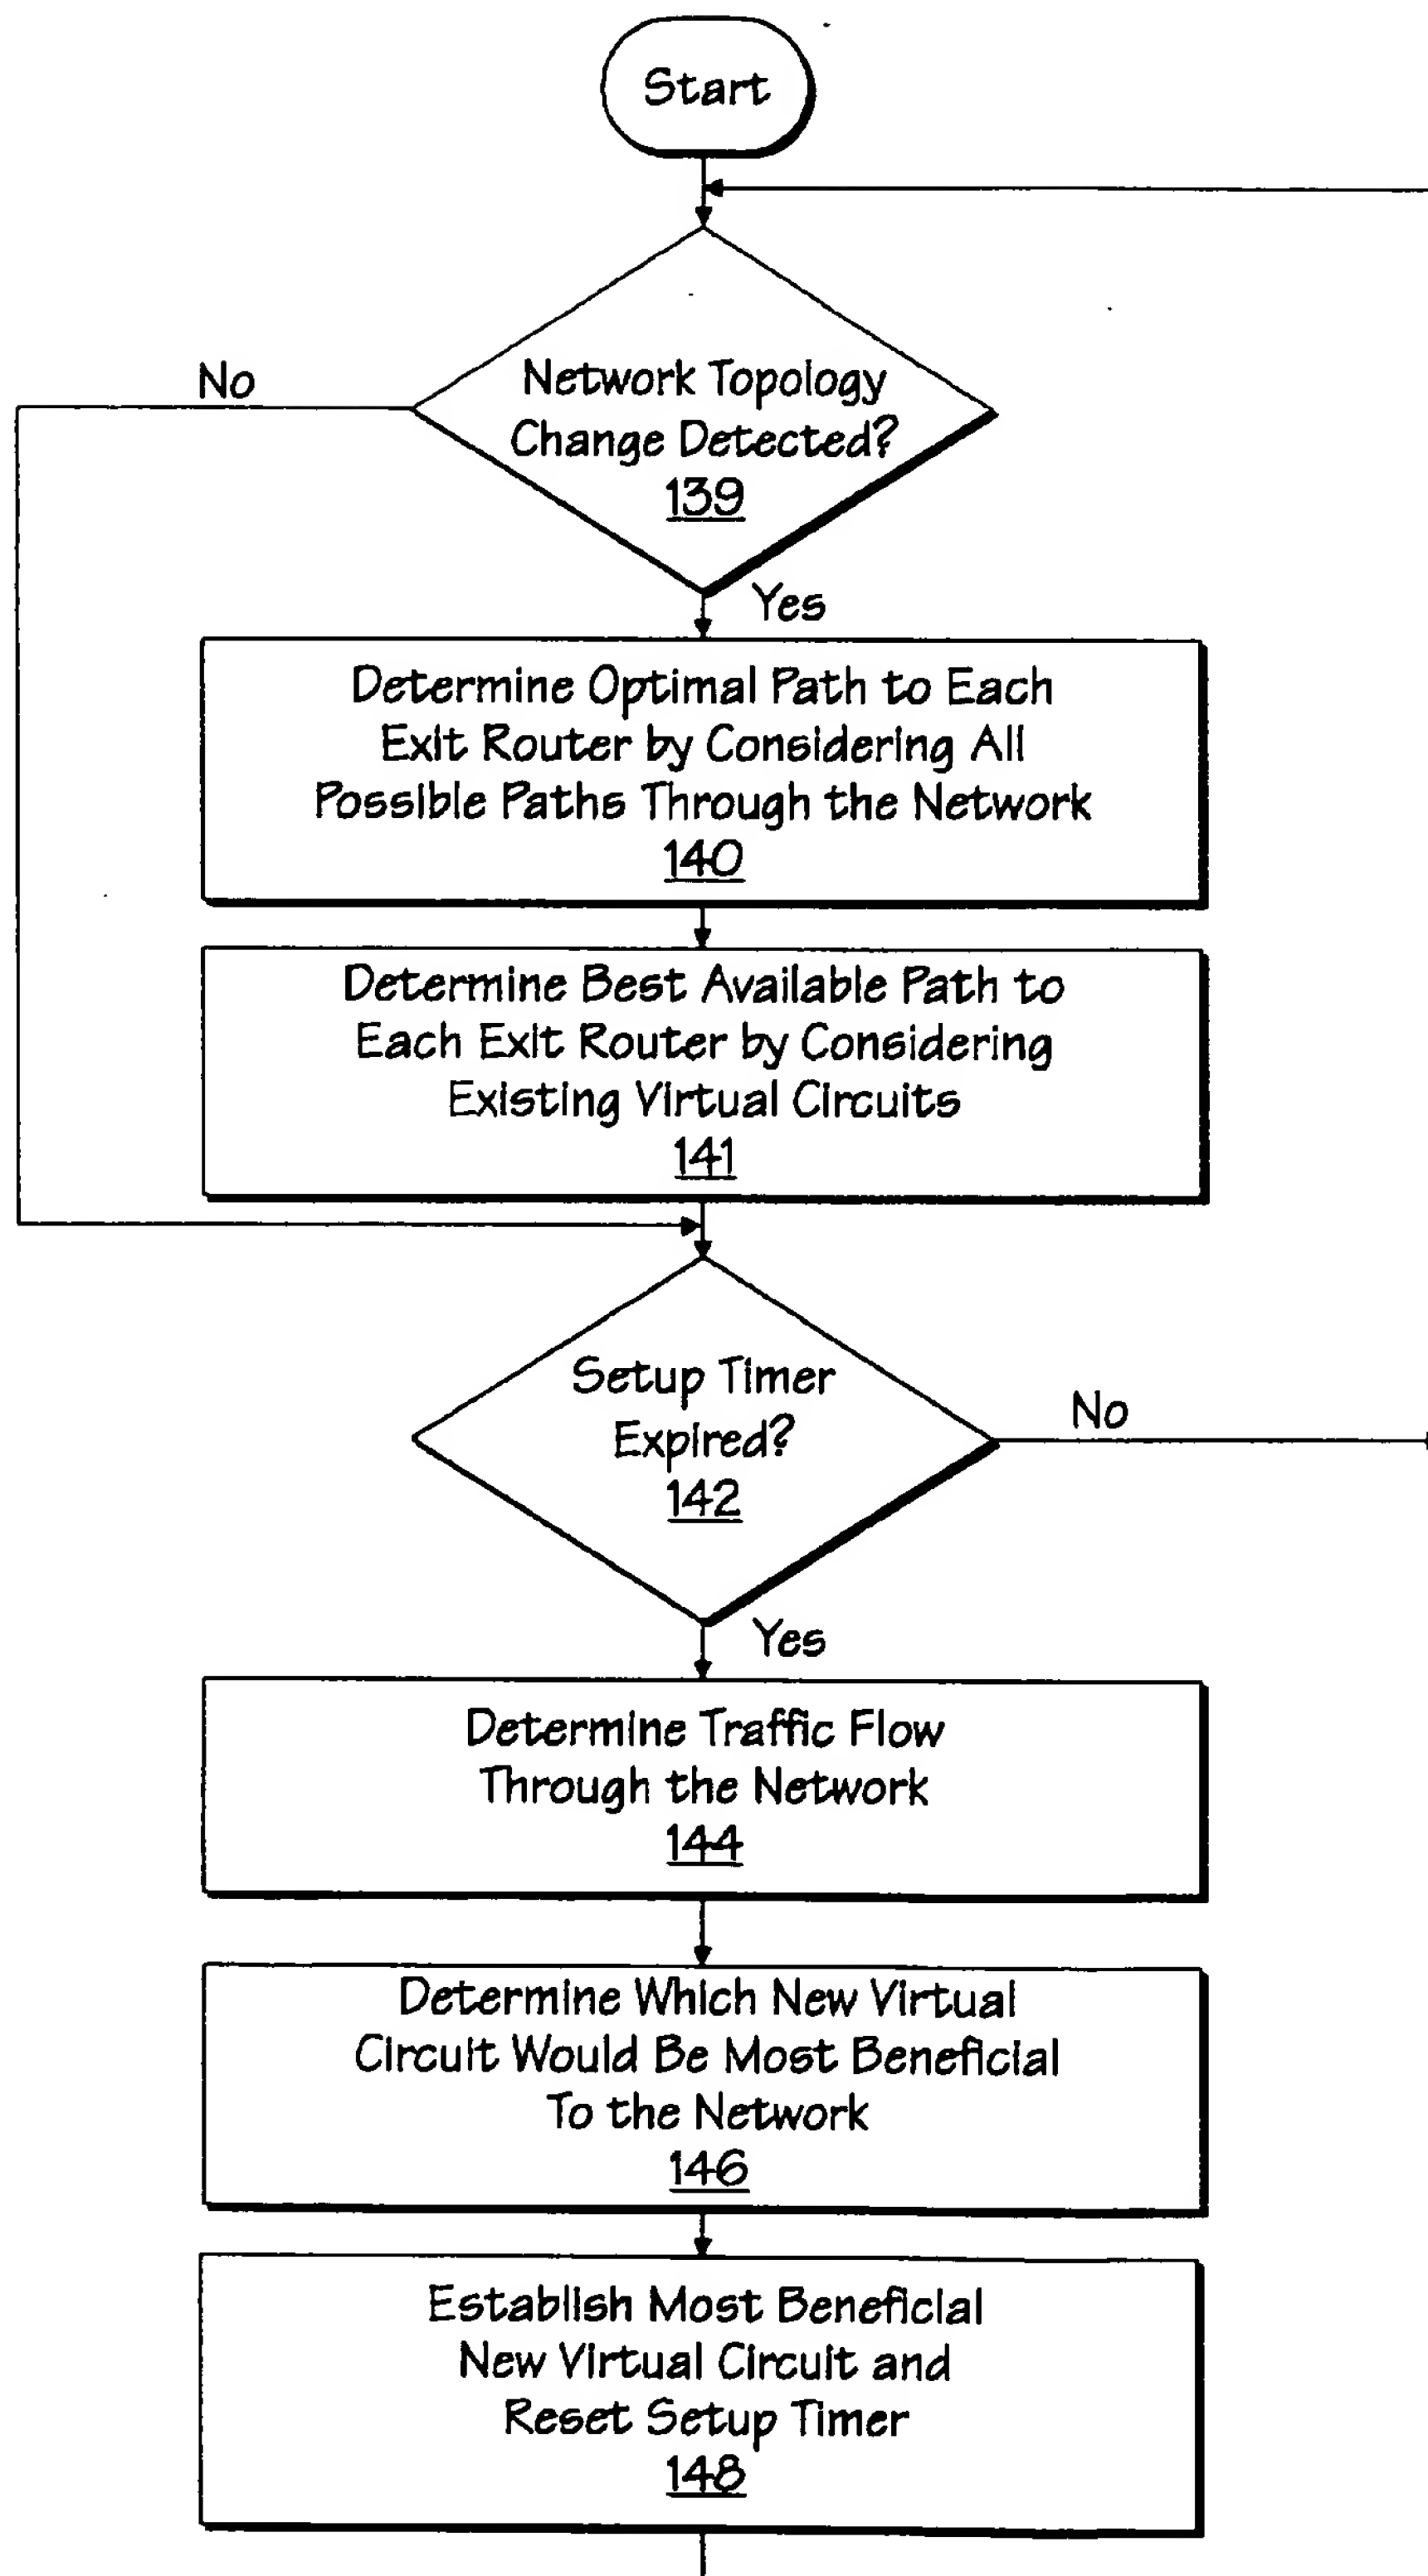 Start
No
Network Topology
Change Detected?
139
Yes
Determine Optimal Path to Each
Exit Router by Considering All
Possible Paths Through the Network
140
Determine Best Available Path to
Each Exit Router by Considering
Existing Virtual Circuits
141
Setup Timer
Expired?
142
No
Yes
Determine Traffic Flow
Through the Network
144
Determine Which New Virtual
Circuit Would Be Most Beneficial
To the Network
146
Establish Most Beneficial
New Virtual Circuit and
Reset Setup Timer
148